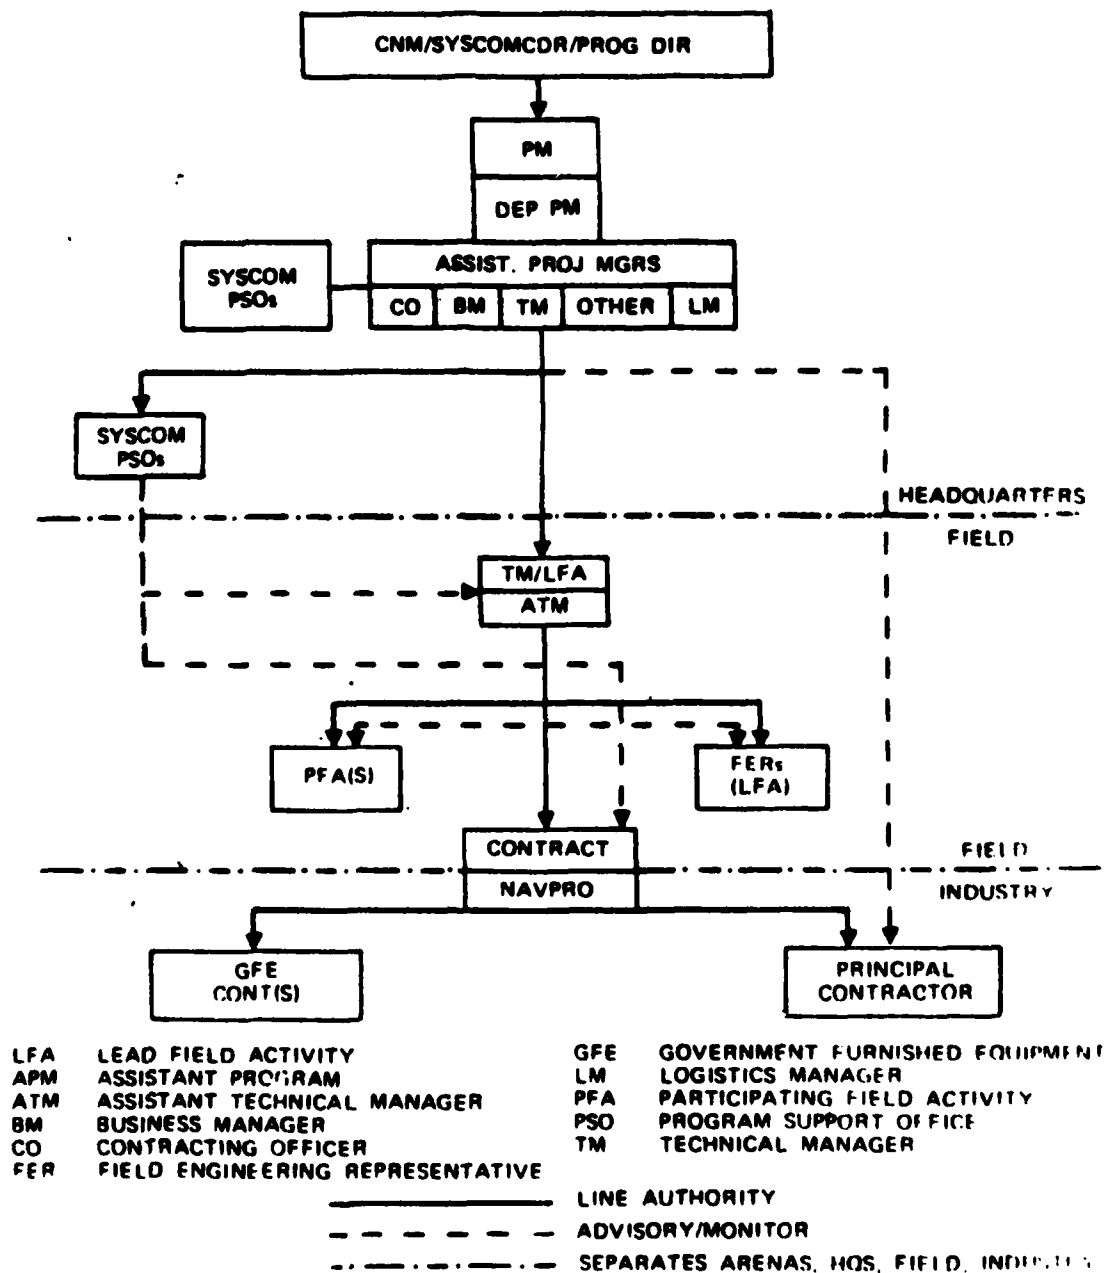 CNM/SYSCOMCDR/PROG DIR
PM
DEP PM
SYSCOM
PSOs
ASSIST. PROJ MGRS
CO
BM
TM
OTHER
LM
SYSCOM
PSOs
HEADQUARTERS
FIELD
TM/LFA
ATM
PFA(S)
FERs
(LFA)
CONTRACT
NAVPRO
FIELD
INDUSTRY
GFE
CONT(S)
PRINCIPAL
CONTRACTOR
LFA LEAD FIELD ACTIVITY
APM ASSISTANT PROGRAM
ATM ASSISTANT TECHNICAL MANAGER
BM BUSINESS MANAGER
CO CONTRACTING OFFICER
FER FIELD ENGINEERING REPRESENTATIVE
GFE GOVERNMENT FURNISHED EQUIPMENT
LM LOGISTICS MANAGER
PFA PARTICIPATING FIELD ACTIVITY
PSO PROGRAM SUPPORT OFFICE
TM TECHNICAL MANAGER
LINE AUTHORITY
ADVISORY/MONITOR
SEPARATES ARENAS, HQS, FIELD,